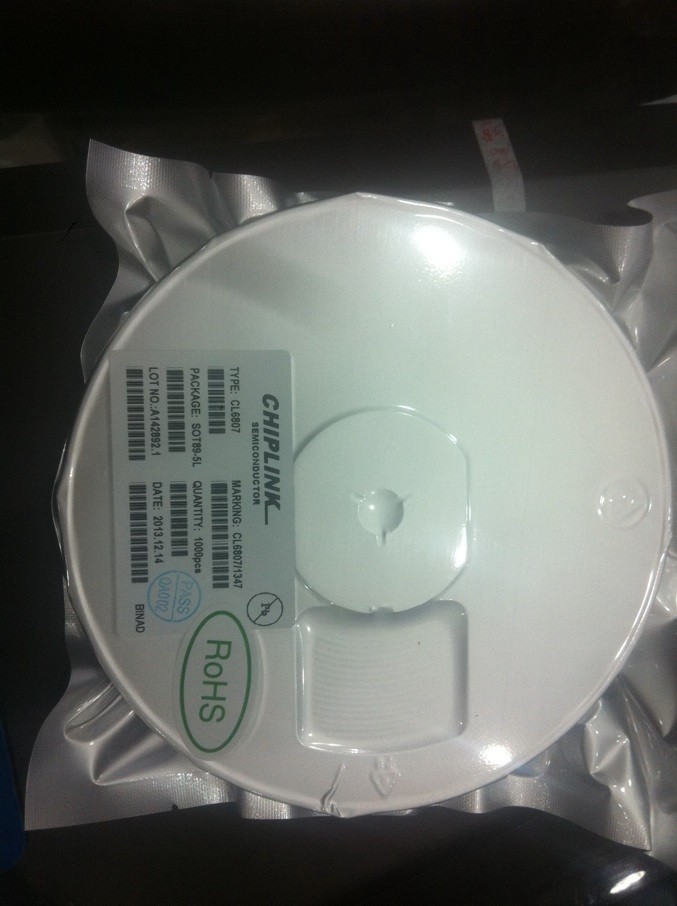 CHIPLINK
SEMICONDUCTOR
TYPE: CL6807 MARKING: CL6807/1347
PACKAGE: SOT89-5L QUANTITY: 1000pcs
LOT NO.:A142892.1 DATE: 2013.12.14
BINAD
Pb
PASS
QA002
RoHS